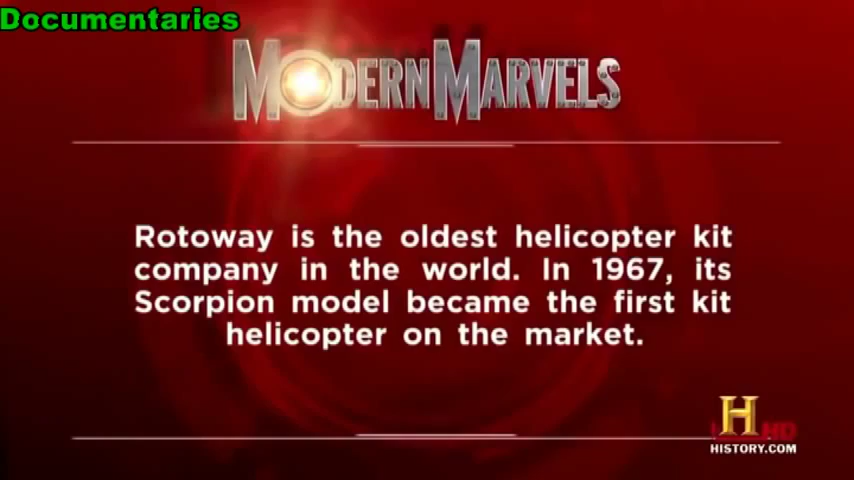 Documentaries
MODERN MARVELS
Rotoway is the oldest helicopter kit
company in the world. In 1967, its
Scorpion model became the first kit
helicopter on the market.
H
HD
HISTORY.COM